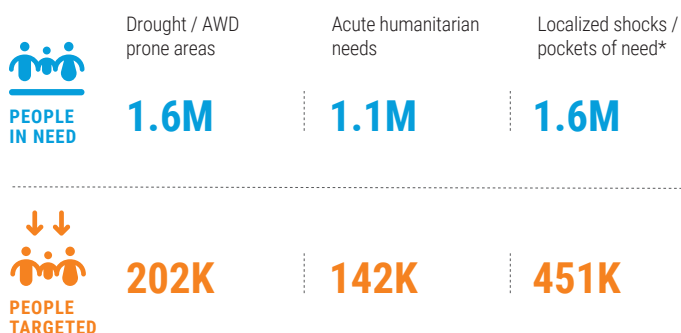 Drought / AWD
prone areas
Acute humanitarian
needs
Localized shocks /
pockets of need*
PEOPLE
IN NEED
1.6M
1.1M
1.6M
PEOPLE
TARGETED
202K
142K
451K